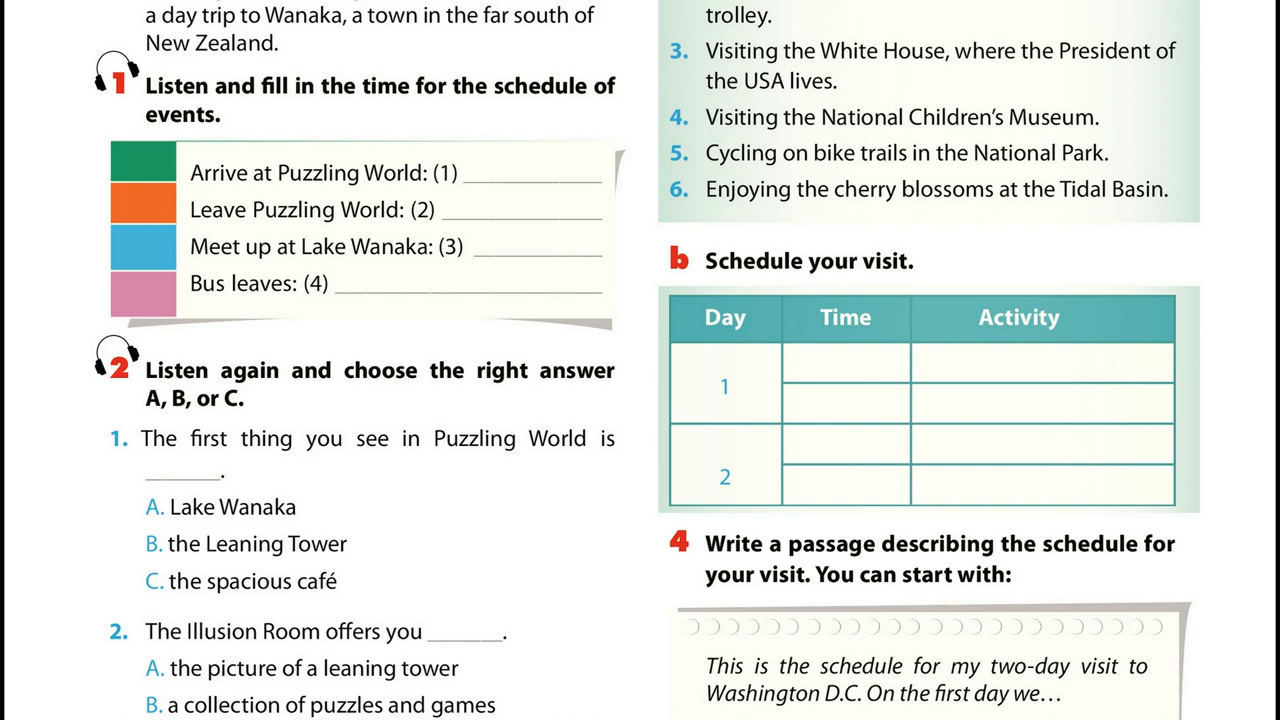 a day trip to Wanaka, a town in the far south of
New Zealand.
1 Listen and fill in the time for the schedule of
events.
Arrive at Puzzling World: (1) ____________
Leave Puzzling World: (2) ______________
Meet up at Lake Wanaka: (3) ___________
Bus leaves: (4) _______________________
2 Listen again and choose the right answer
A, B, or C.
1. The first thing you see in Puzzling World is
_______.
A. Lake Wanaka
B. the Leaning Tower
C. the spacious café
2. The Illusion Room offers you _______.
A. the picture of a leaning tower
B. a collection of puzzles and games
trolley.
3. Visiting the White House, where the President of
the USA lives.
4. Visiting the National Children's Museum.
5. Cycling on bike trails in the National Park.
6. Enjoying the cherry blossoms at the Tidal Basin.
b Schedule your visit.
Day Time Activity
1
2
4 Write a passage describing the schedule for
your visit. You can start with:
This is the schedule for my two-day visit to
Washington D.C. On the first day we…